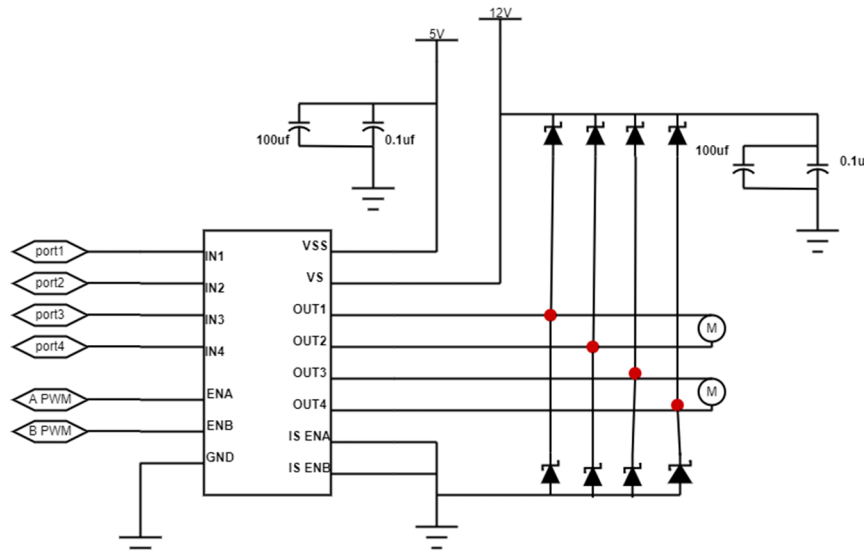 12V
5V
100uf
0.1uf
100uf
0.1u
port1
port2
port3
port4
A PWM
B PWM
IN1
IN2
IN3
IN4
ENA
ENB
GND
VSS
VS
OUT1
OUT2
OUT3
OUT4
IS ENA
IS ENB
M
M